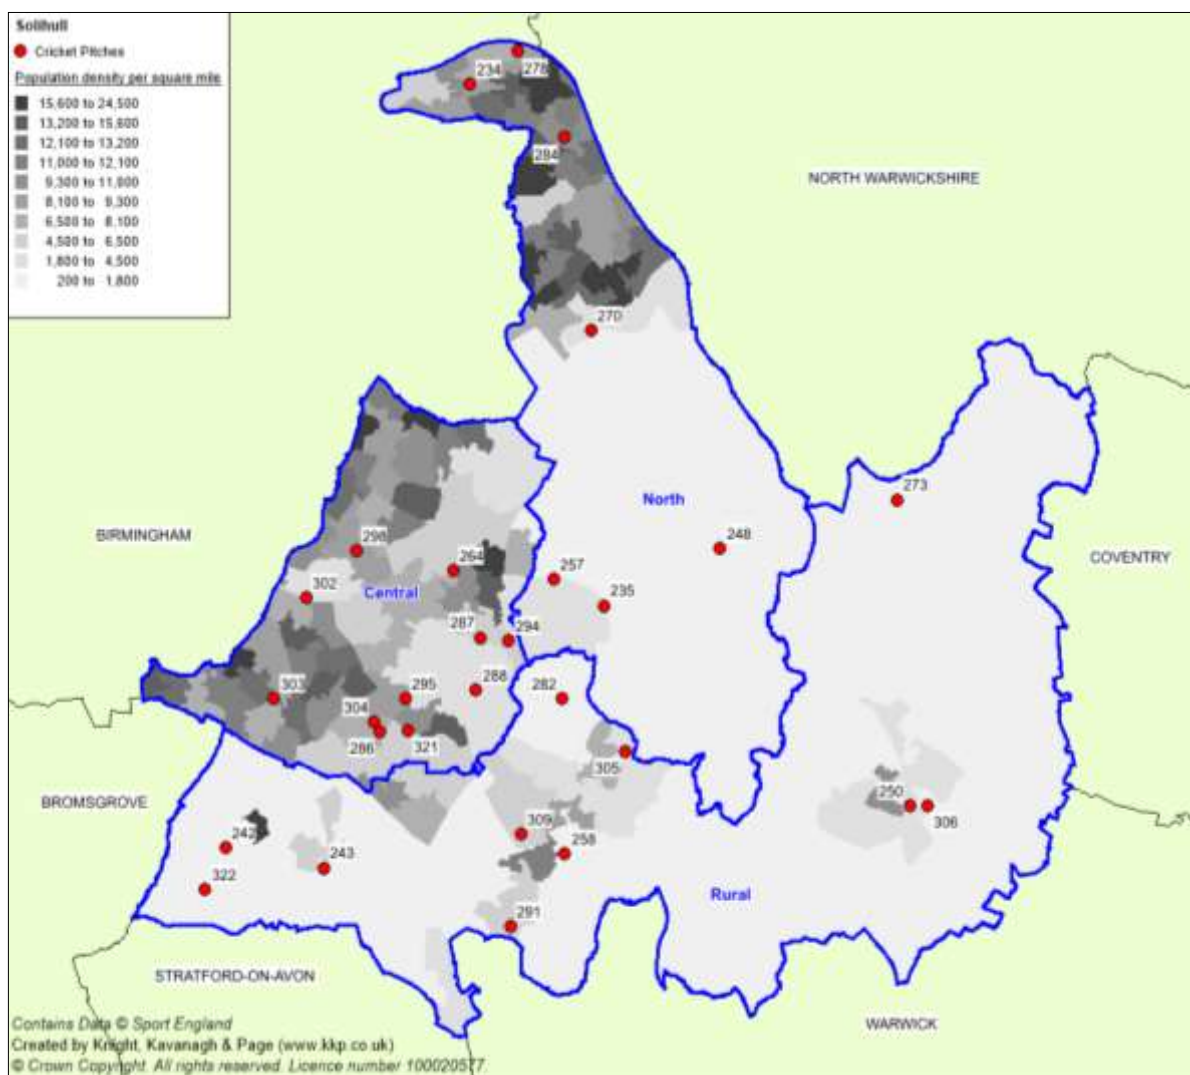 Solihull
Cricket Pitches
Population density per square mile
15,600 to 24,500
13,200 to 15,600
12,100 to 13,200
11,000 to 12,100
9,300 to 11,000
8,100 to 9,300
6,500 to 8,100
4,500 to 6,500
1,800 to 4,500
200 to 1,800
234
278
284
NORTH WARWICKSHIRE
270
North
273
BIRMINGHAM
298
264
248
COVENTRY
257
302
Central
235
287
294
288
282
303
295
304
286
321
305
BROMSGROVE
250
306
242
309
258
243
322
Rural
291
STRATFORD-ON-AVON
WARWICK
Contains Data © Sport England
Created by Knight, Kavanagh & Page (www.kkp.co.uk)
© Crown Copyright. All rights reserved. Licence number 100020577.